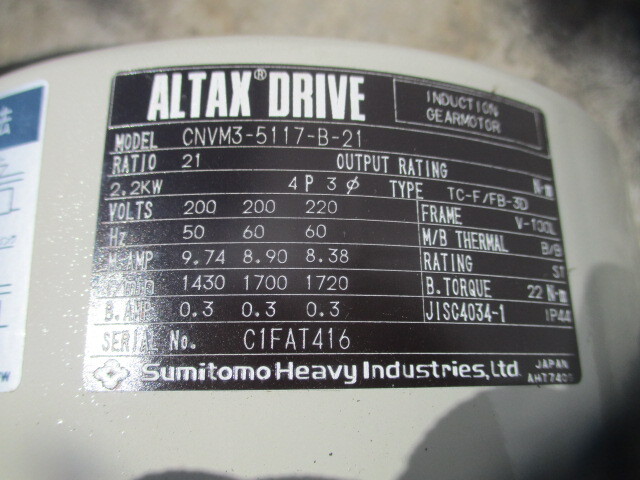 ALTAX® DRIVE
INDUCTION
GEARMOTOR
MODEL CNVM3-5117-B-21
RATIO 21 OUTPUT RATING N·m
2.2KW 4 P 3 φ TYPE TC-F/FB-3D
VOLTS 200 200 220 FRAME V-100L
Hz 50 60 60 M/B THERMAL B/B
M.AMP 9.74 8.90 8.38 RATING S1
1430 1700 1720 B.TORQUE 22 N·m
B.AMP 0.3 0.3 0.3 JISC4034-1 IP44
SERIAL No. C1FAT416
Sumitomo Heavy Industries, Ltd. JAPAN